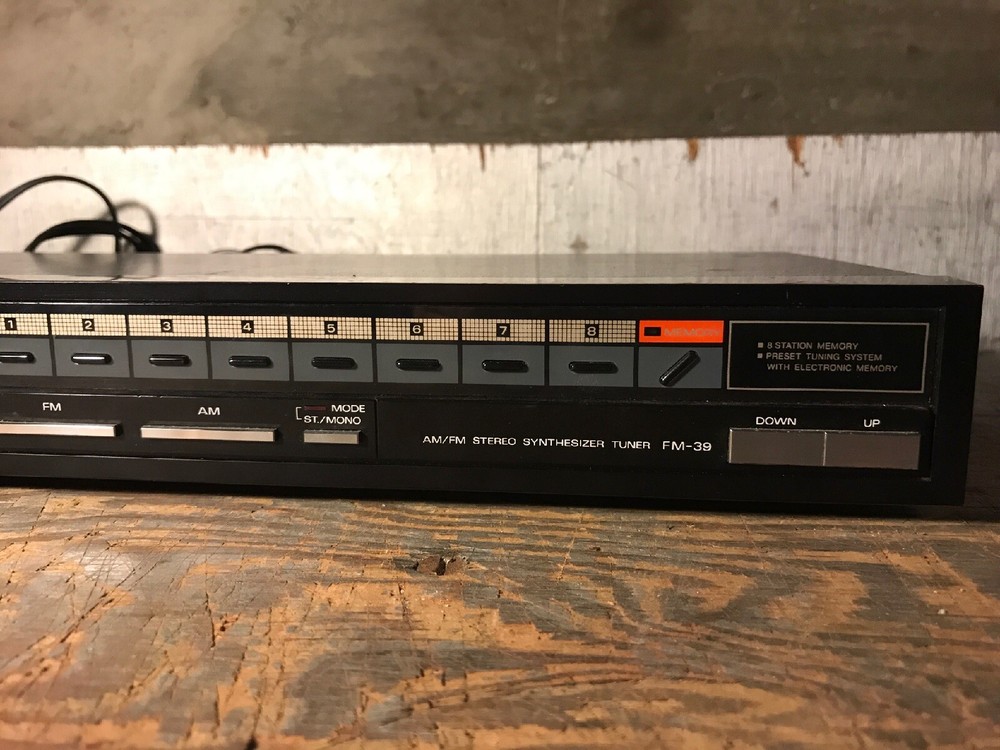 1 2 3 4 5 6 7 8 MEMORY
■ 8 STATION MEMORY
■ PRESET TUNING SYSTEM
WITH ELECTRONIC MEMORY
FM AM MODE
ST./MONO
AM/FM STEREO SYNTHESIZER TUNER FM-39
DOWN UP